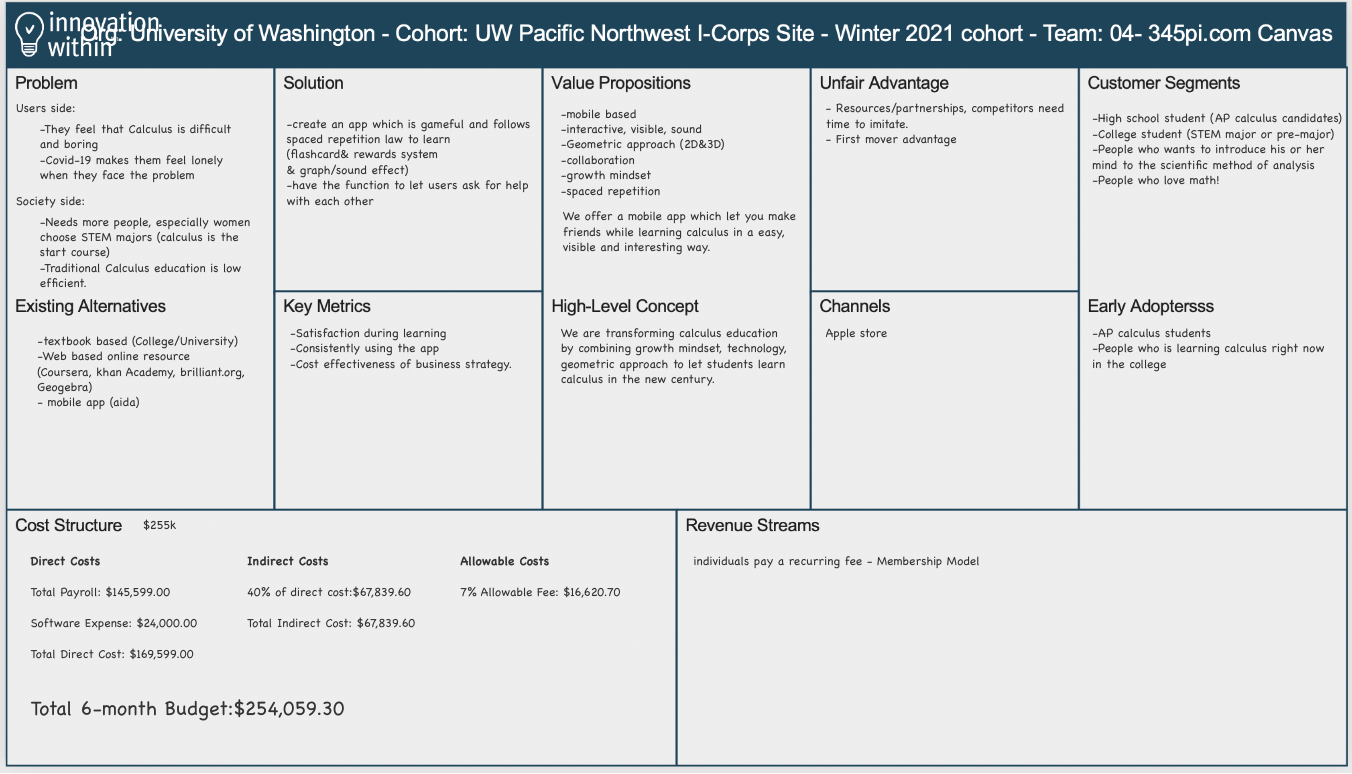 innovation
within
Org: University of Washington - Cohort: UW Pacific Northwest I-Corps Site - Winter 2021 cohort - Team: 04- 345pi.com Canvas
Problem
Users side:
-They feel that Calculus is difficult
and boring
-Covid-19 makes them feel lonely
when they face the problem
Society side:
-Needs more people, especially women
choose STEM majors (calculus is the
start course)
-Traditional Calculus education is low
efficient.
Existing Alternatives
-textbook based (College/University)
-Web based online resource
(Coursera, khan Academy, brilliant.org,
Geogebra)
- mobile app (aida)
Solution
-create an app which is gameful and follows
spaced repetition law to learn
(flashcard& rewards system
& graph/sound effect)
-have the function to let users ask for help
with each other
Key Metrics
-Satisfaction during learning
-Consistently using the app
-Cost effectiveness of business strategy.
Value Propositions
-mobile based
-interactive, visible, sound
-Geometric approach (2D&3D)
-collaboration
-growth mindset
-spaced repetition
We offer a mobile app which let you make
friends while learning calculus in a easy,
visible and interesting way.
High-Level Concept
We are transforming calculus education
by combining growth mindset, technology,
geometric approach to let students learn
calculus in the new century.
Unfair Advantage
- Resources/partnerships, competitors need
time to imitate.
- First mover advantage
Channels
Apple store
Customer Segments
-High school student (AP calculus candidates)
-College student (STEM major or pre-major)
-People who wants to introduce his or her
mind to the scientific method of analysis
-People who love math!
Early Adoptersss
-AP calculus students
-People who is learning calculus right now
in the college
Cost Structure $255k
Direct Costs
Total Payroll: $145,599.00
Software Expense: $24,000.00
Total Direct Cost: $169,599.00
Indirect Costs
40% of direct cost:$67,839.60
Total Indirect Cost: $67,839.60
Allowable Costs
7% Allowable Fee: $16,620.70
Total 6-month Budget:$254,059.30
Revenue Streams
individuals pay a recurring fee - Membership Model